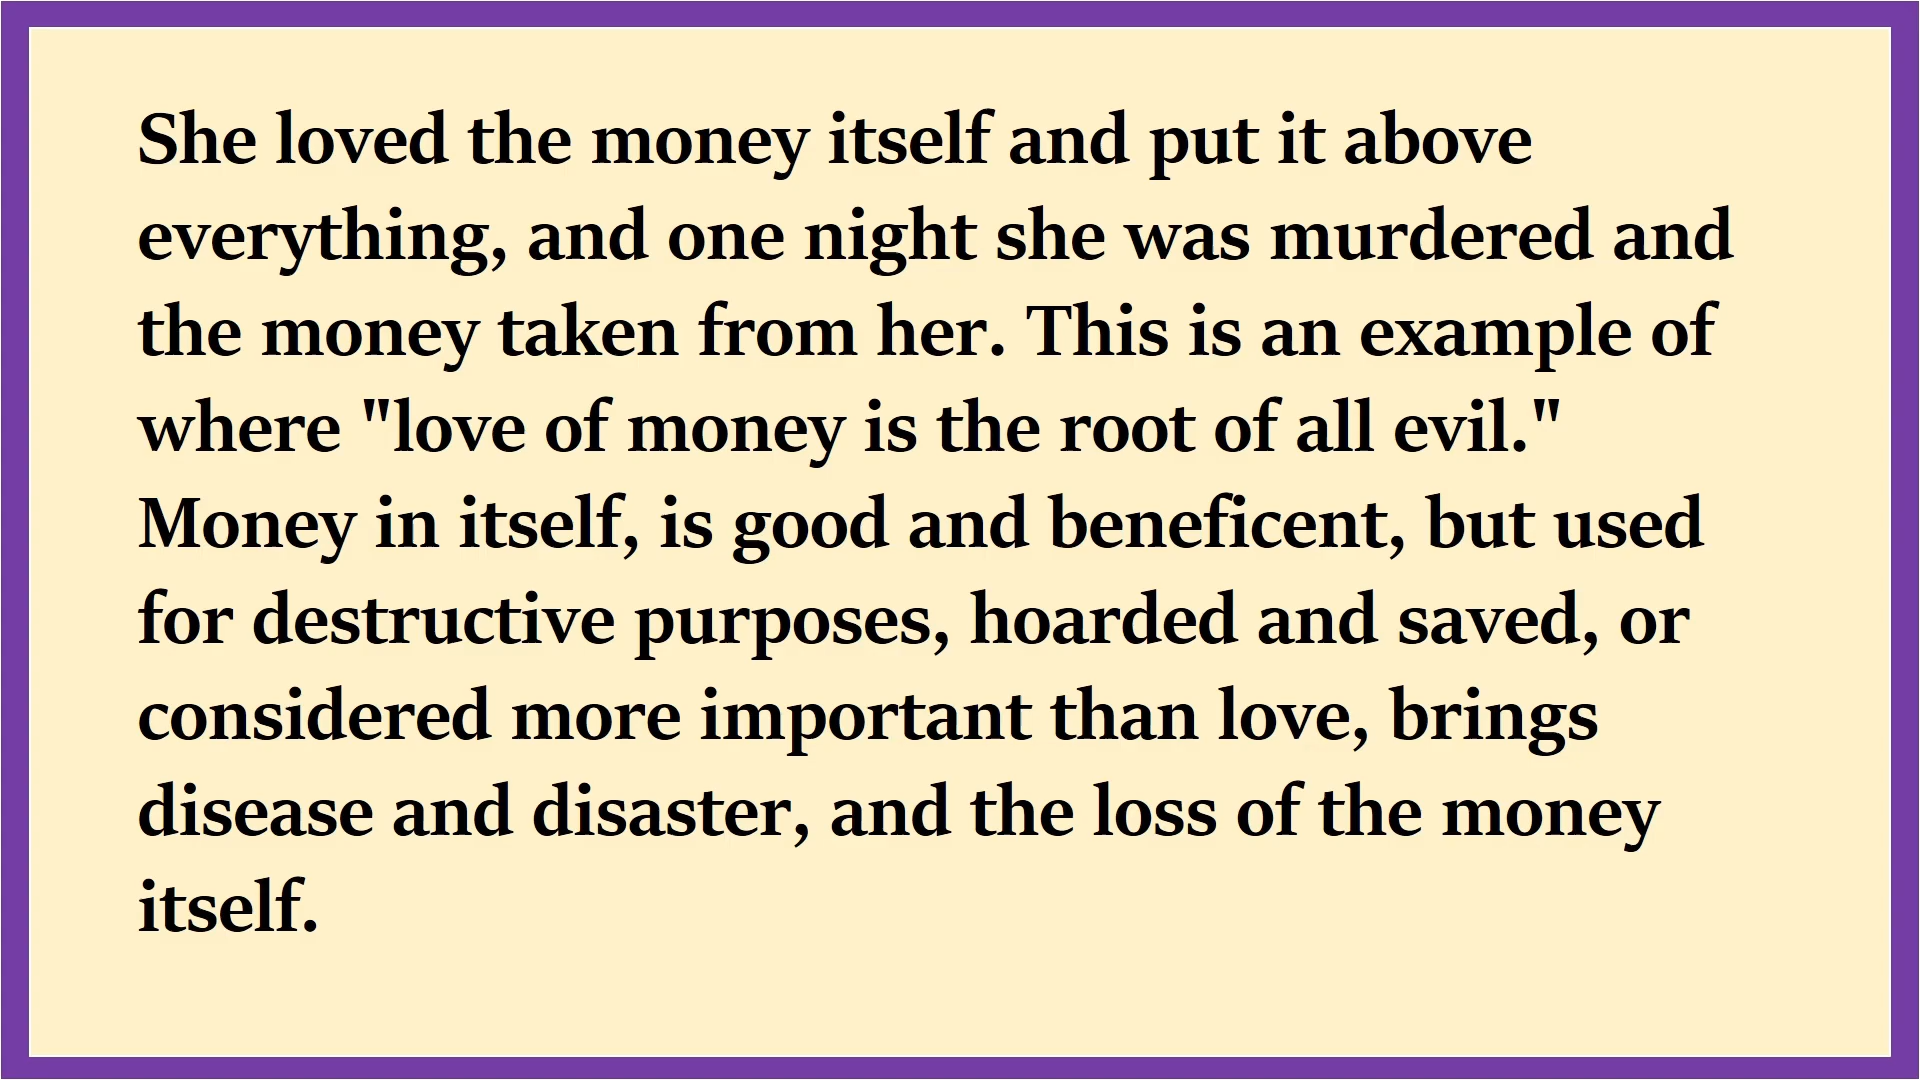 She loved the money itself and put it above
everything, and one night she was murdered and
the money taken from her. This is an example of
where "love of money is the root of all evil."
Money in itself, is good and beneficent, but used
for destructive purposes, hoarded and saved, or
considered more important than love, brings
disease and disaster, and the loss of the money
itself.